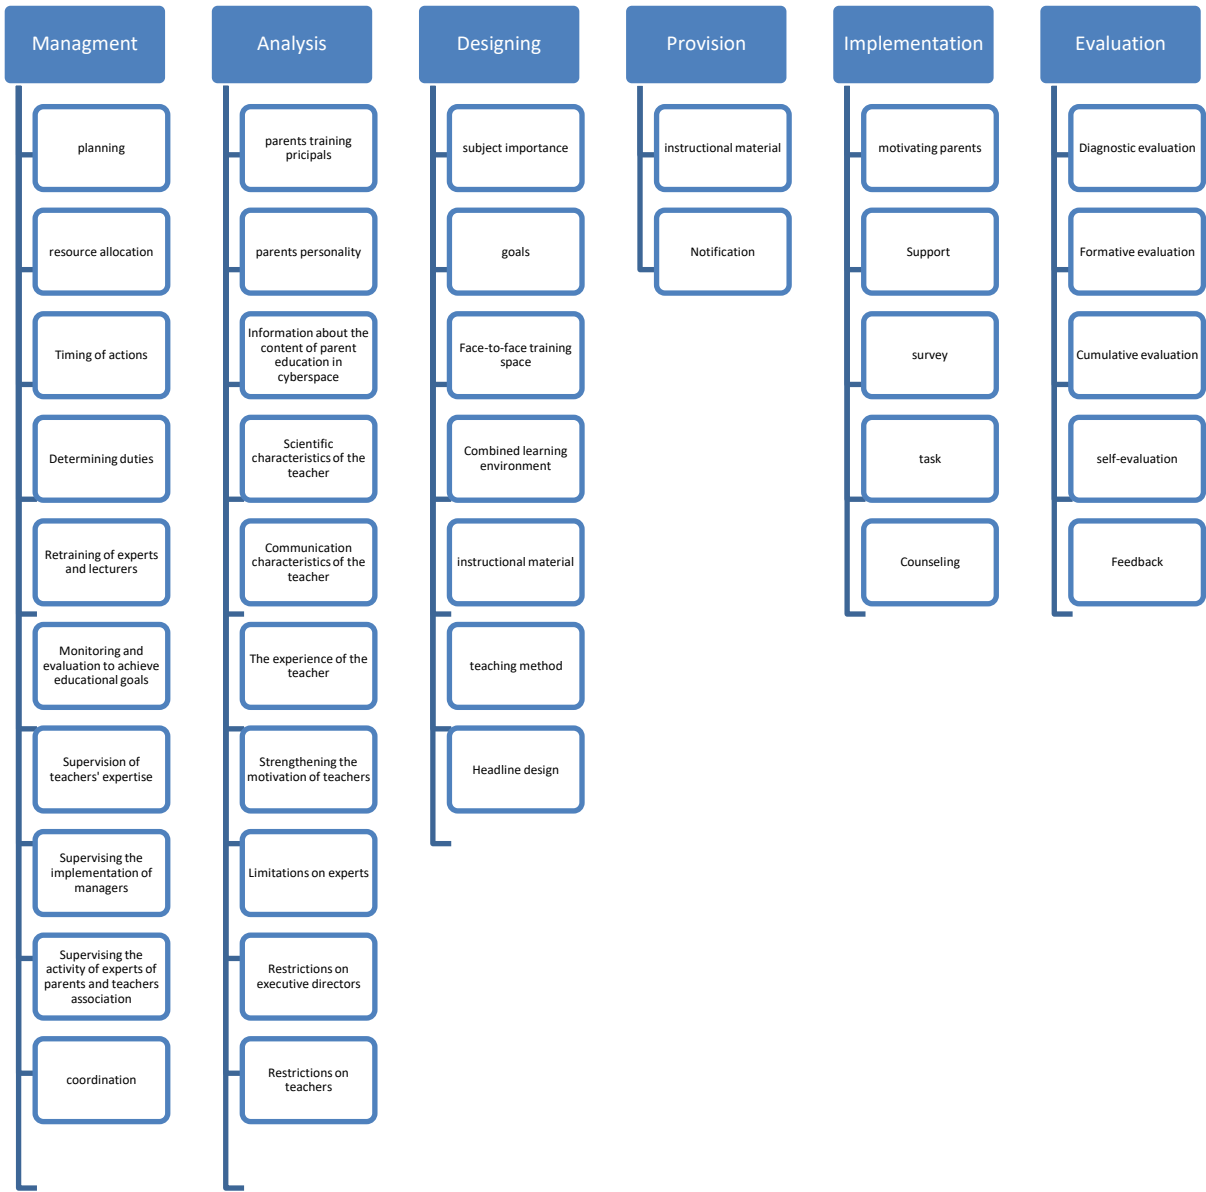 Managment
planning
resource allocation
Timing of actions
Determining duties
Retraining of experts
and lecturers
Monitoring and
evaluation to achieve
educational goals
Supervision of
teachers' expertise
Supervising the
implementation of
managers
Supervising the
activity of experts of
parents and teachers
association
coordination
Analysis
parents training
pricipals
parents personality
Information about the
content of parent
education in
cyberspace
Scientific
characteristics of the
teacher
Communication
characteristics of the
teacher
The experience of the
teacher
Strengthening the
motivation of teachers
Limitations on experts
Restrictions on
executive directors
Restrictions on
teachers
Designing
subject importance
goals
Face-to-face training
space
Combined learning
environment
instructional material
teaching method
Headline design
Provision
instructional material
Notification
Implementation
motivating parents
Support
survey
task
Counseling
Evaluation
Diagnostic evaluation
Formative evaluation
Cumulative evaluation
self-evaluation
Feedback